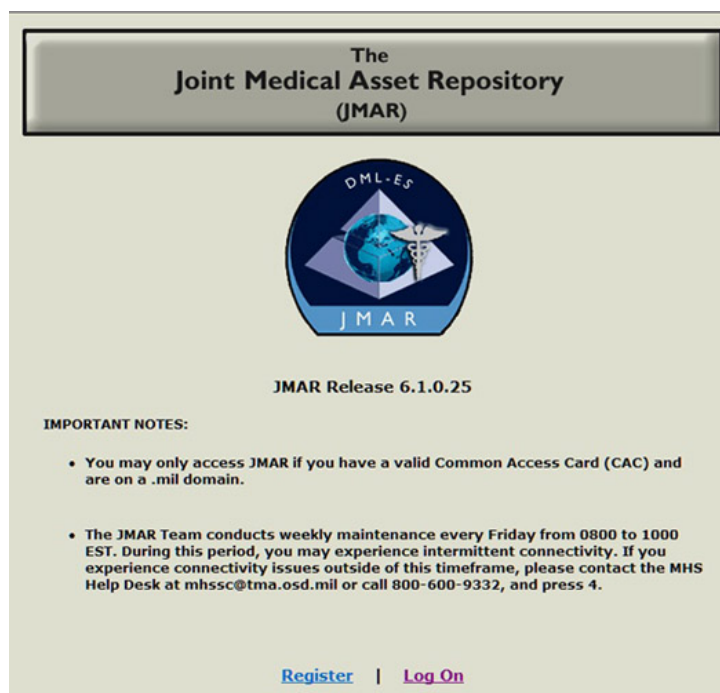 The
Joint Medical Asset Repository
(JMAR)
DML-ES
JMAR
JMAR Release 6.1.0.25
IMPORTANT NOTES:
• You may only access JMAR if you have a valid Common Access Card (CAC) and
are on a .mil domain.
• The JMAR Team conducts weekly maintenance every Friday from 0800 to 1000
EST. During this period, you may experience intermittent connectivity. If you
experience connectivity issues outside of this timeframe, please contact the MHS
Help Desk at mhssc@tma.osd.mil or call 800-600-9332, and press 4.
Register | Log On